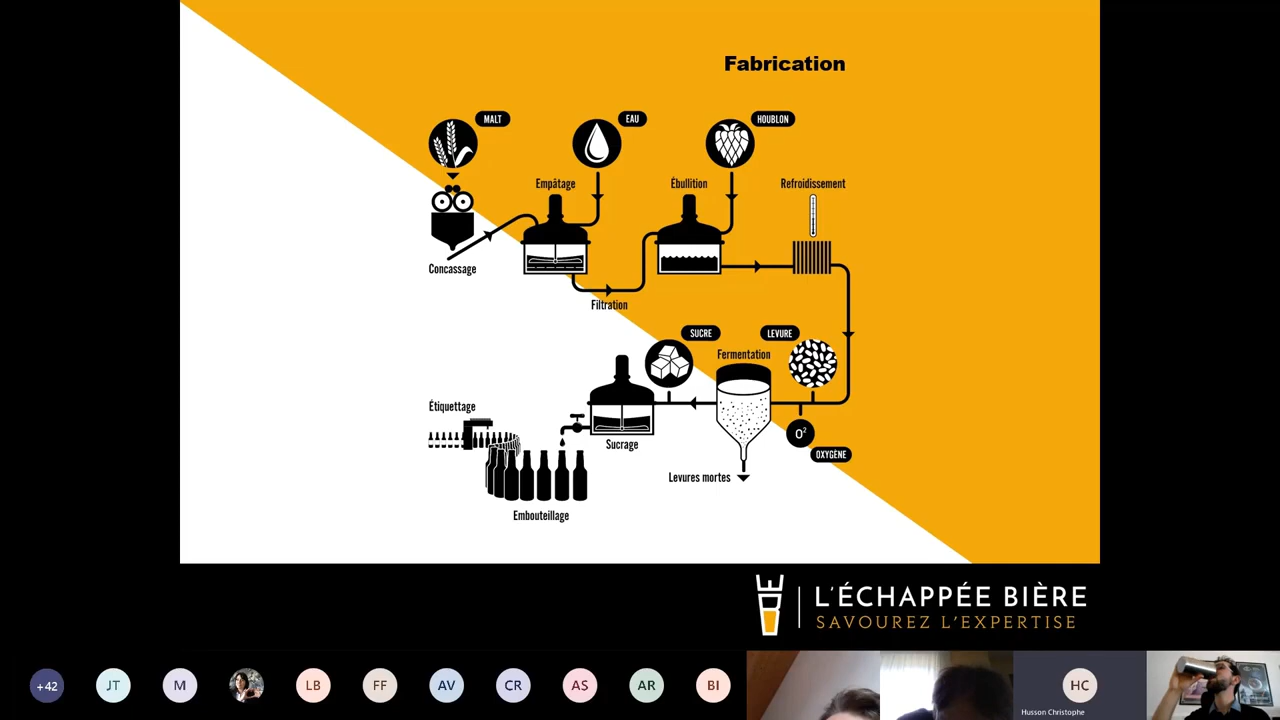 Fabrication
MALT
EAU
HOUBLON
Empâtage
Ébullition
Refroidissement
Concassage
Filtration
SUCRE
LEVURE
Fermentation
Étiquettage
O²
Sucrage
OXYGÈNE
Levures mortes
Embouteillage
L'ÉCHAPPÉE BIÈRE
SAVOUREZ L'EXPERTISE
+42
JT
M
LB
FF
AV
CR
AS
AR
BI
HC
Husson Christophe